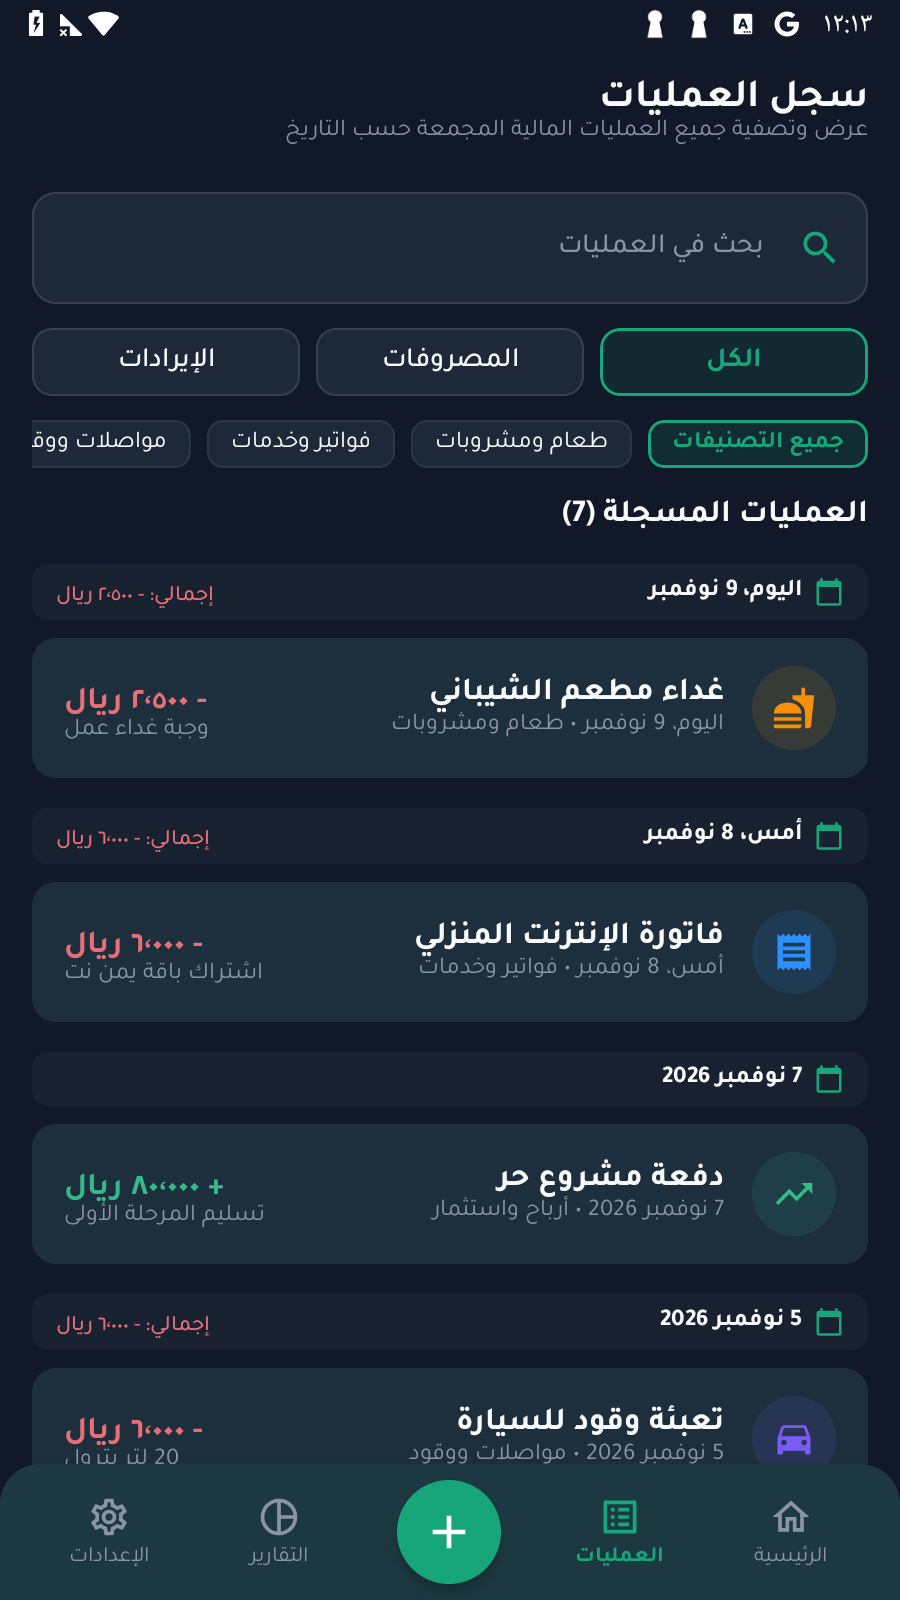 ١٢:١٣
سجل العمليات
عرض وتصفية جميع العمليات المالية المجمعة حسب التاريخ
بحث في العمليات
الكل
المصروفات
الإيرادات
جميع التصنيفات
طعام ومشروبات
فواتير وخدمات
مواصلات ووق
العمليات المسجلة (7)
اليوم، 9 نوفمبر
إجمالي: - ٢٬٥٠٠ ريال
غداء مطعم الشيباني
- ٢٬٥٠٠ ريال
اليوم، 9 نوفمبر • طعام ومشروبات
وجبة غداء عمل
أمس، 8 نوفمبر
إجمالي: - ٦٬٠٠٠ ريال
فاتورة الإنترنت المنزلي
- ٦٬٠٠٠ ريال
أمس، 8 نوفمبر • فواتير وخدمات
اشتراك باقة يمن نت
7 نوفمبر 2026
دفعة مشروع حر
+ ٨٠٬٠٠٠ ريال
7 نوفمبر 2026 • أرباح واستثمار
تسليم المرحلة الأولى
5 نوفمبر 2026
إجمالي: - ٦٬٠٠٠ ريال
تعبئة وقود للسيارة
- ٦٬٠٠٠ ريال
5 نوفمبر 2026 • مواصلات ووقود
20 لتر بترول
الرئيسية
العمليات
التقارير
الإعدادات